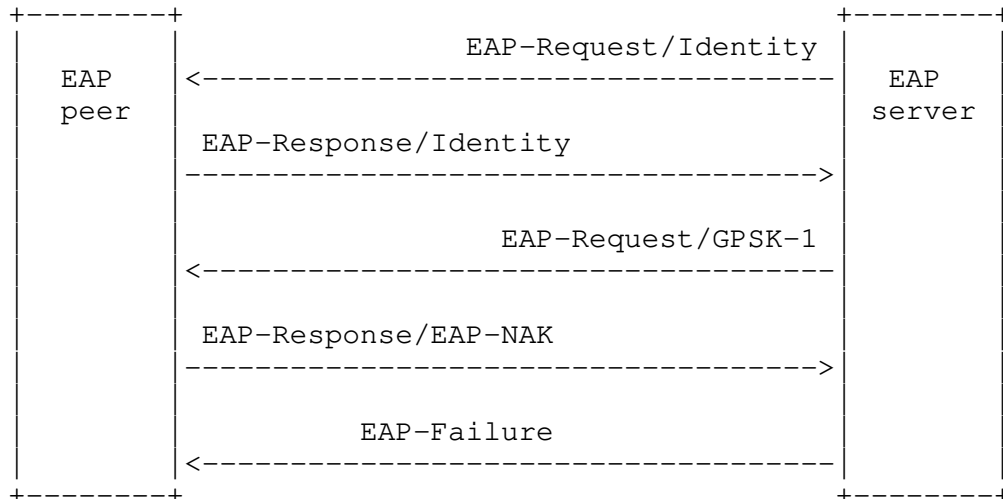 EAP-Request/Identity
EAP EAP
peer server
EAP-Response/Identity
EAP-Request/GPSK-1
EAP-Response/EAP-NAK
EAP-Failure